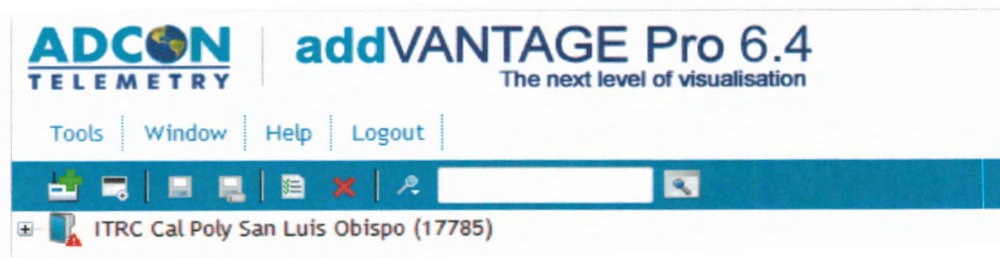 ADCON
TELEMETRY
addVANTAGE Pro 6.4
The next level of visualisation
Tools Window Help Logout
ITRC Cal Poly San Luis Obispo (17785)